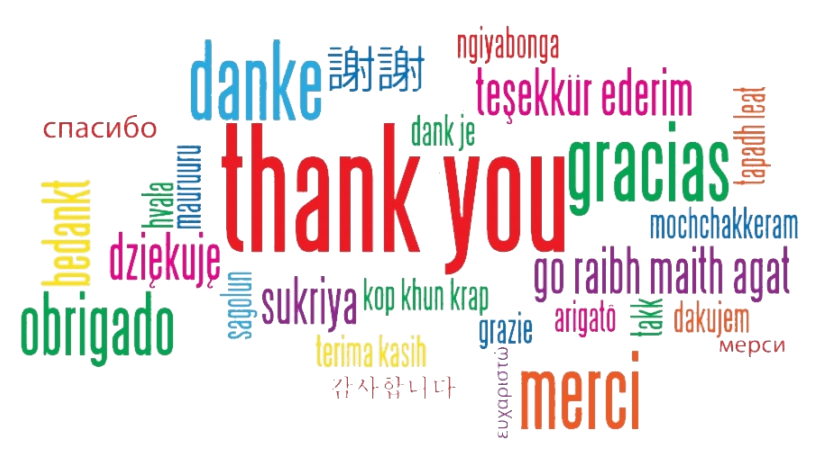 ngiyabonga
danke
謝謝
teşekkür ederim
спасибо
dank je
tapadh leat
thank you
gracias
bedankt
hvala
mauruuru
mochchakkeram
dziękuję
go raibh maith agat
sagolun
sukriya
kop khun krap
obrigado
grazie
arigatô
takk
dakujem
мерси
terima kasih
감사합니다
ευχαριστώ
merci